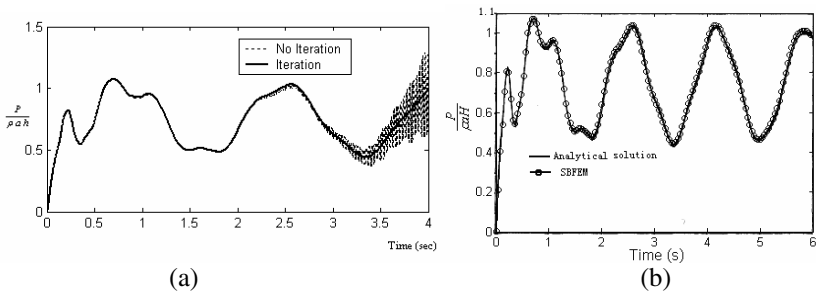 1.5
No Iteration
Iteration
1
ρ a h
0.5
0
0 0.5 1 1.5 2 2.5 3 3.5 4
Time (sec)
(a)
1.1
1
0.8
P
ρaH
0.6
0.4
Analytical solution
SBFEM
0.2
0
0 1 2 3 4 5 6
Time (s)
(b)